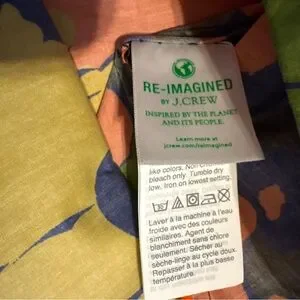 RE-IMAGINED
BY J.CREW
INSPIRED BY THE PLANET
AND ITS PEOPLE.
Learn more at
jcrew.com/reimagined
like colors. Non
bleach only. Tumble dry
low. Iron on lowest setting.
Laver à la machine à l'eau
froide avec des couleurs
similaires. Agent de
blanchiment sans chlore
seulement. Sécher au
sèche-linge au cycle doux.
Repasser à la plus basse
température.